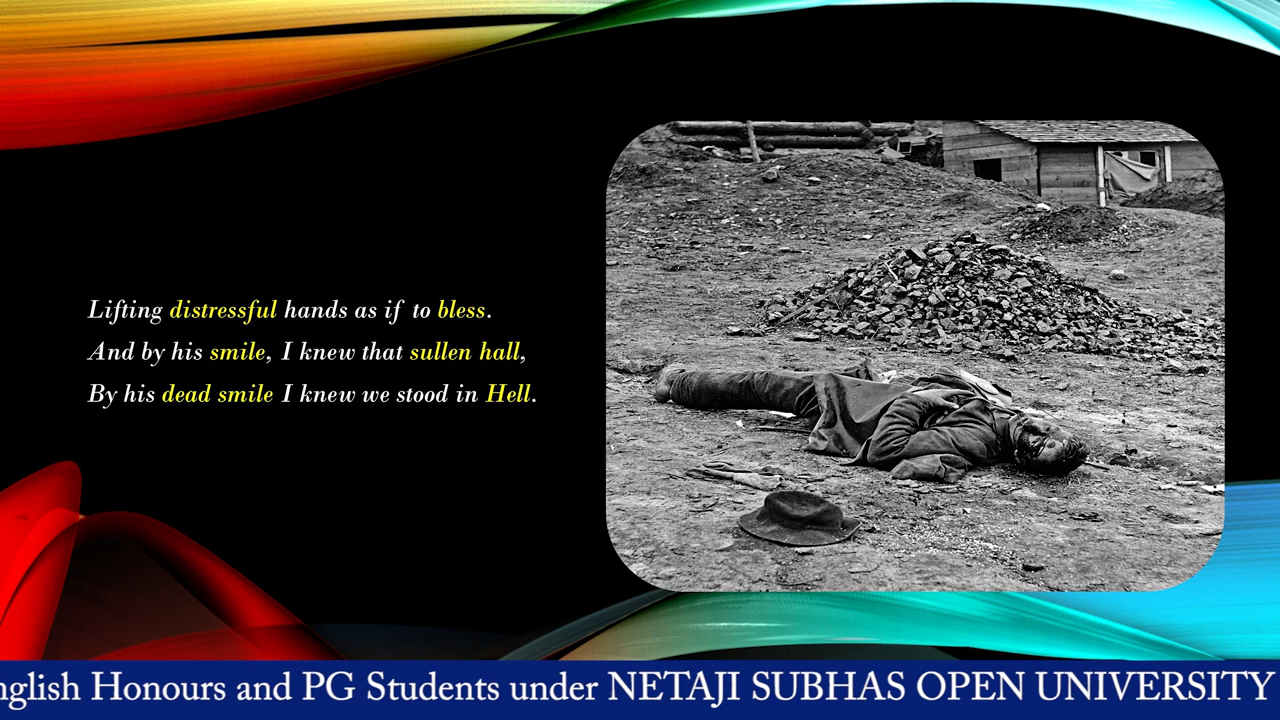 Lifting distressful hands as if to bless.
And by his smile, I knew that sullen hall,
By his dead smile I knew we stood in Hell.
nglish Honours and PG Students under NETAJI SUBHAS OPEN UNIVERSITY